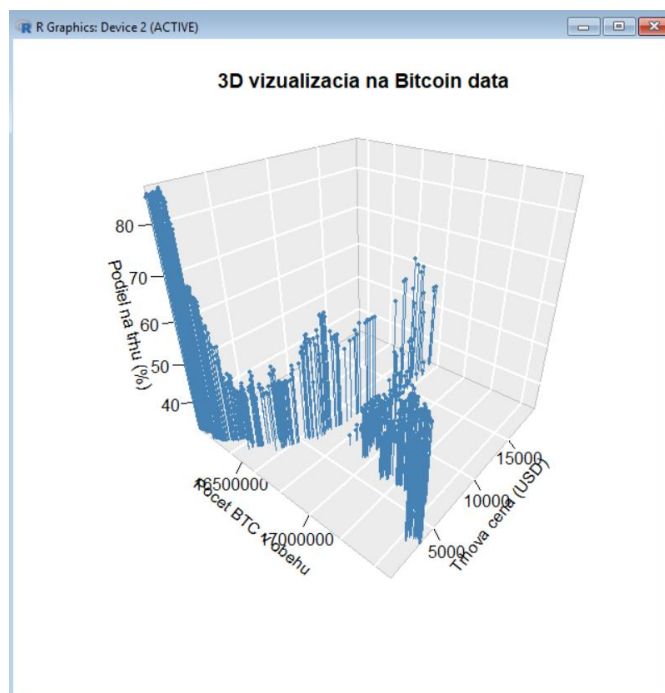 R Graphics: Device 2 (ACTIVE)
3D vizualizacia na Bitcoin data
80
70
60
50
40
Podiel na trhu (%)
16500000
17000000
Pocet BTC v obehu
5000
10000
15000
Trhova cena (USD)